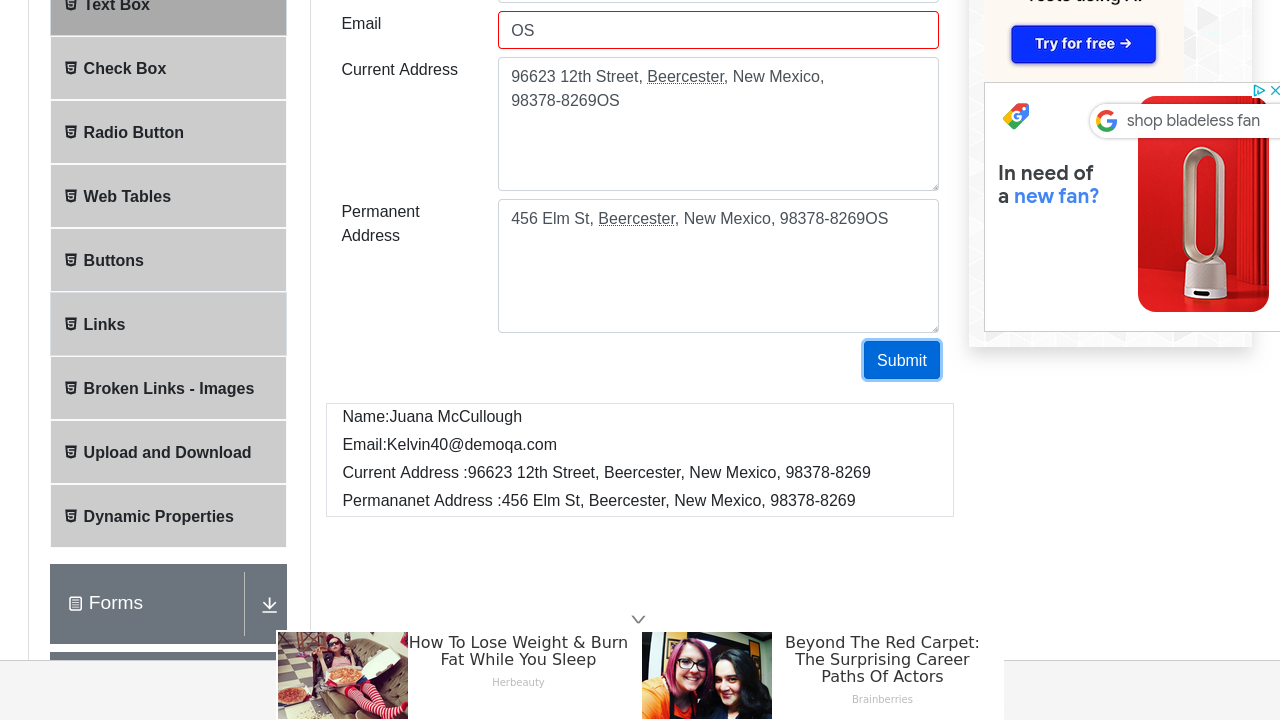 Text Box
Check Box
Radio Button
Web Tables
Buttons
Links
Broken Links - Images
Upload and Download
Dynamic Properties
Forms
Email
OS
Current Address
96623 12th Street, Beercester, New Mexico,
98378-8269OS
Permanent
Address
456 Elm St, Beercester, New Mexico, 98378-8269OS
Submit
Name:Juana McCullough
Email:Kelvin40@demoqa.com
Current Address :96623 12th Street, Beercester, New Mexico, 98378-8269
Permananet Address :456 Elm St, Beercester, New Mexico, 98378-8269
Try for free →
shop bladeless fan
In need of
a new fan?
How To Lose Weight & Burn
Fat While You Sleep
Herbeauty
Beyond The Red Carpet:
The Surprising Career
Paths Of Actors
Brainberries